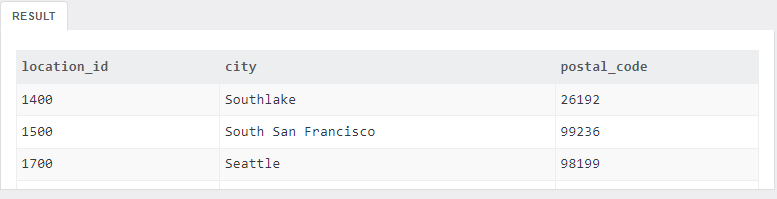 RESULT
location_id city postal_code
1400 Southlake 26192
1500 South San Francisco 99236
1700 Seattle 98199